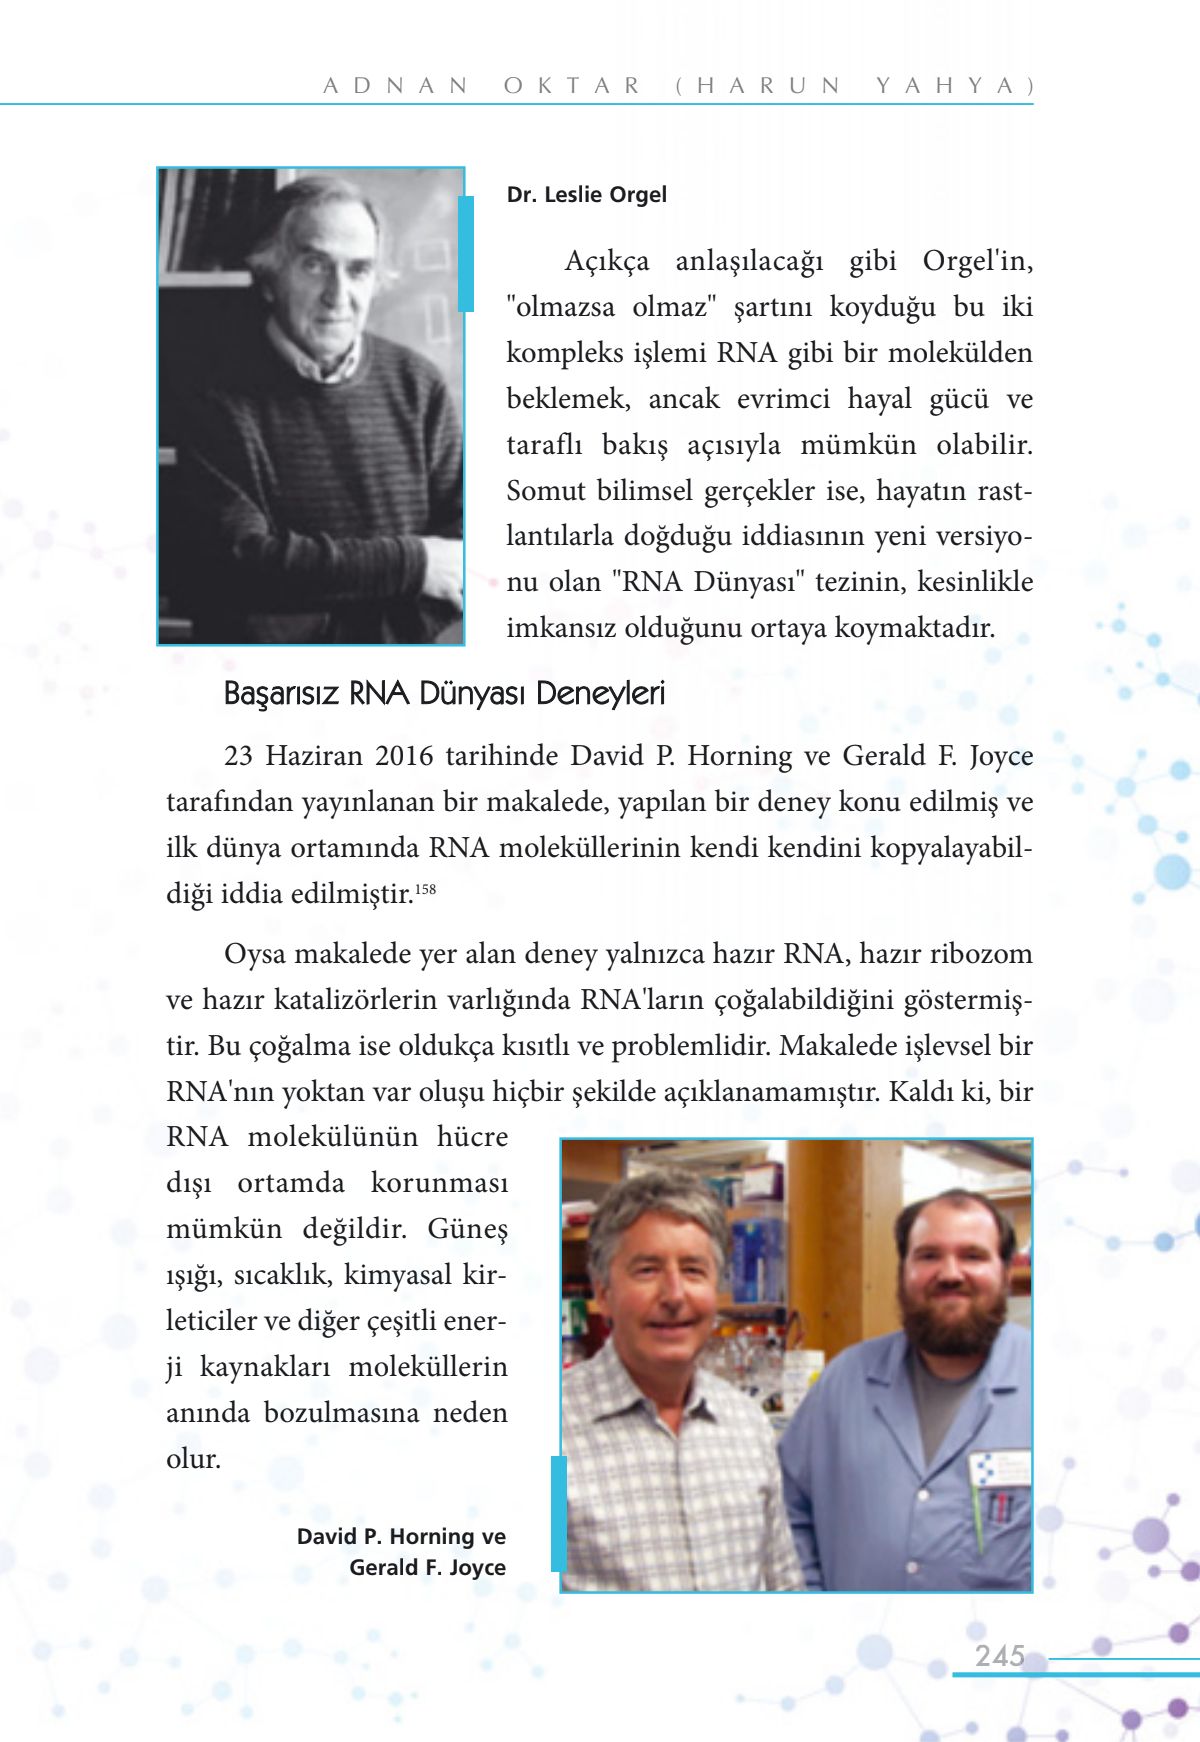 ADNAN OKTAR (HARUN YAHYA)
Dr. Leslie Orgel
Açıkça anlaşılacağı gibi Orgel'in,
"olmazsa olmaz" şartını koyduğu bu iki
kompleks işlemi RNA gibi bir molekülden
beklemek, ancak evrimci hayal gücü ve
taraflı bakış açısıyla mümkün olabilir.
Somut bilimsel gerçekler ise, hayatın rast-
lantılarla doğduğu iddiasının yeni versiyo-
nu olan "RNA Dünyası" tezinin, kesinlikle
imkansız olduğunu ortaya koymaktadır.
Başarısız RNA Dünyası Deneyleri
23 Haziran 2016 tarihinde David P. Horning ve Gerald F. Joyce
tarafından yayınlanan bir makalede, yapılan bir deney konu edilmiş ve
ilk dünya ortamında RNA moleküllerinin kendi kendini kopyalayabil-
diği iddia edilmiştir.158
Oysa makalede yer alan deney yalnızca hazır RNA, hazır ribozom
ve hazır katalizörlerin varlığında RNA'ların çoğalabildiğini göstermiş-
tir. Bu çoğalma ise oldukça kısıtlı ve problemlidir. Makalede işlevsel bir
RNA'nın yoktan var oluşu hiçbir şekilde açıklanamamıştır. Kaldı ki, bir
RNA molekülünün hücre
dışı ortamda korunması
mümkün değildir. Güneş
ışığı, sıcaklık, kimyasal kir-
leticiler ve diğer çeşitli ener-
ji kaynakları moleküllerin
anında bozulmasına neden
olur.
David P. Horning ve
Gerald F. Joyce
245